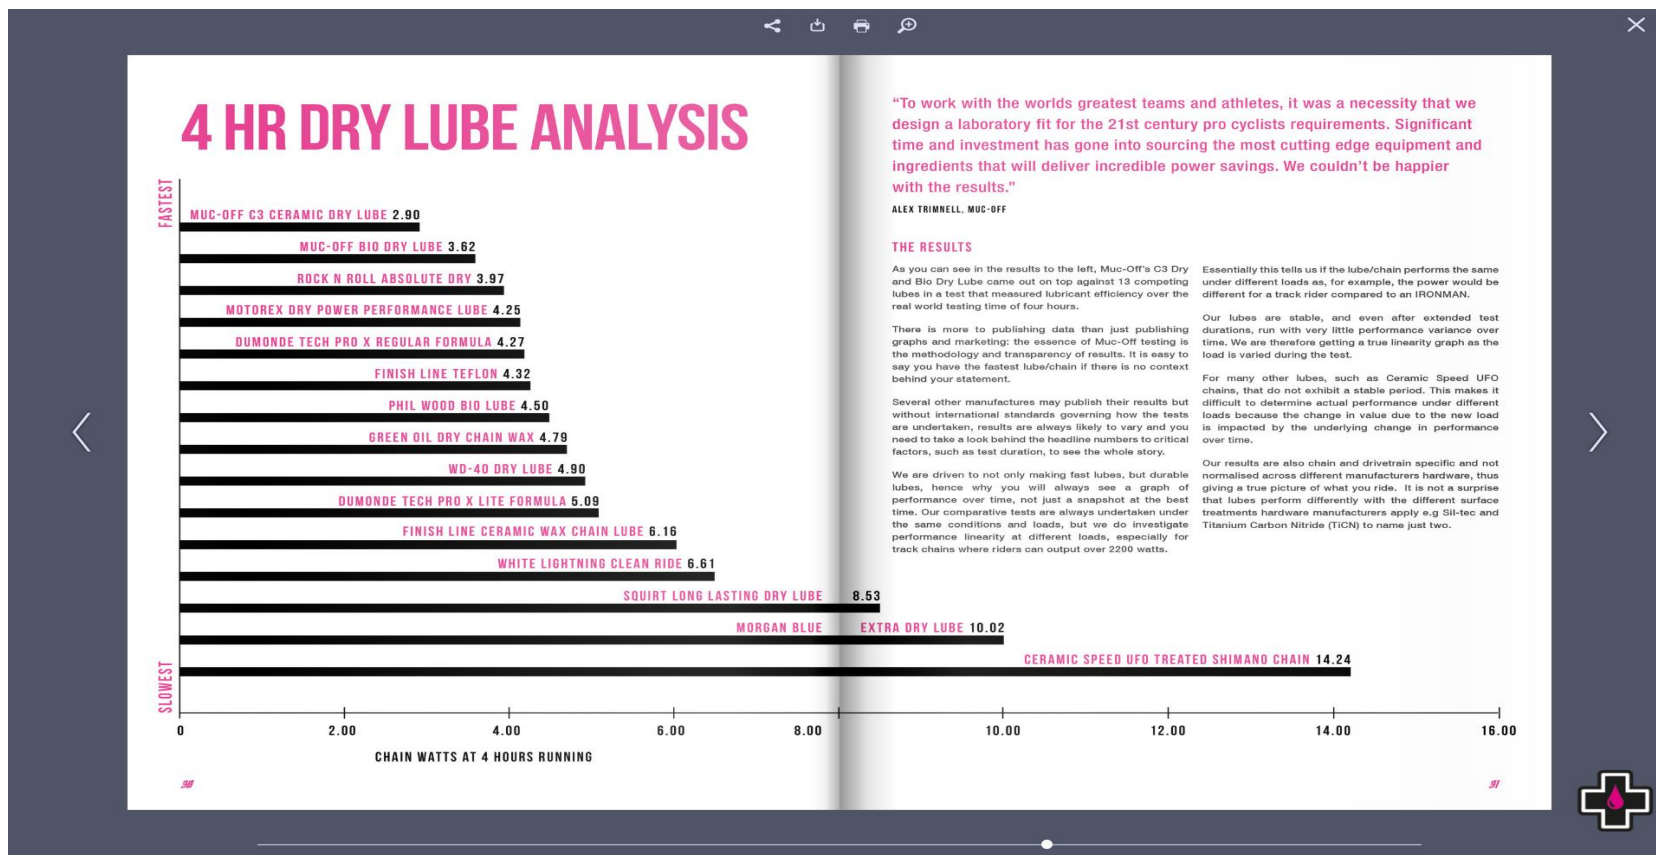 4 HR DRY LUBE ANALYSIS
FASTEST
MUC-OFF C3 CERAMIC DRY LUBE 2.90
MUC-OFF BIO DRY LUBE 3.62
ROCK N ROLL ABSOLUTE DRY 3.97
MOTOREX DRY POWER PERFORMANCE LUBE 4.25
DUMONDE TECH PRO X REGULAR FORMULA 4.27
FINISH LINE TEFLON 4.32
PHIL WOOD BIO LUBE 4.50
GREEN OIL DRY CHAIN WAX 4.79
WD-40 DRY LUBE 4.90
DUMONDE TECH PRO X LITE FORMULA 5.09
FINISH LINE CERAMIC WAX CHAIN LUBE 6.16
WHITE LIGHTNING CLEAN RIDE 6.61
SQUIRT LONG LASTING DRY LUBE 8.53
MORGAN BLUE EXTRA DRY LUBE 10.02
CERAMIC SPEED UFO TREATED SHIMANO CHAIN 14.24
SLOWEST
0 2.00 4.00 6.00 8.00 10.00 12.00 14.00 16.00
CHAIN WATTS AT 4 HOURS RUNNING
90
“To work with the worlds greatest teams and athletes, it was a necessity that we
design a laboratory fit for the 21st century pro cyclists requirements. Significant
time and investment has gone into sourcing the most cutting edge equipment and
ingredients that will deliver incredible power savings. We couldn’t be happier
with the results.”
ALEX TRIMNELL, MUC-OFF
THE RESULTS
As you can see in the results to the left, Muc-Off’s C3 Dry
and Bio Dry Lube came out on top against 13 competing
lubes in a test that measured lubricant efficiency over the
real world testing time of four hours.
There is more to publishing data than just publishing
graphs and marketing: the essence of Muc-Off testing is
the methodology and transparency of results. It is easy to
say you have the fastest lube/chain if there is no context
behind your statement.
Several other manufactures may publish their results but
without international standards governing how the tests
are undertaken, results are always likely to vary and you
need to take a look behind the headline numbers to critical
factors, such as test duration, to see the whole story.
We are driven to not only making fast lubes, but durable
lubes, hence why you will always see a graph of
performance over time, not just a snapshot at the best
time. Our comparative tests are always undertaken under
the same conditions and loads, but we do investigate
performance linearity at different loads, especially for
track chains where riders can output over 2200 watts.
Essentially this tells us if the lube/chain performs the same
under different loads as, for example, the power would be
different for a track rider compared to an IRONMAN.
Our lubes are stable, and even after extended test
durations, run with very little performance variance over
time. We are therefore getting a true linearity graph as the
load is varied during the test.
For many other lubes, such as Ceramic Speed UFO
chains, that do not exhibit a stable period. This makes it
difficult to determine actual performance under different
loads because the change in value due to the new load
is impacted by the underlying change in performance
over time.
Our results are also chain and drivetrain specific and not
normalised across different manufacturers hardware, thus
giving a true picture of what you ride. It is not a surprise
that lubes perform differently with the different surface
treatments hardware manufacturers apply e.g Sil-tec and
Titanium Carbon Nitride (TiCN) to name just two.
91